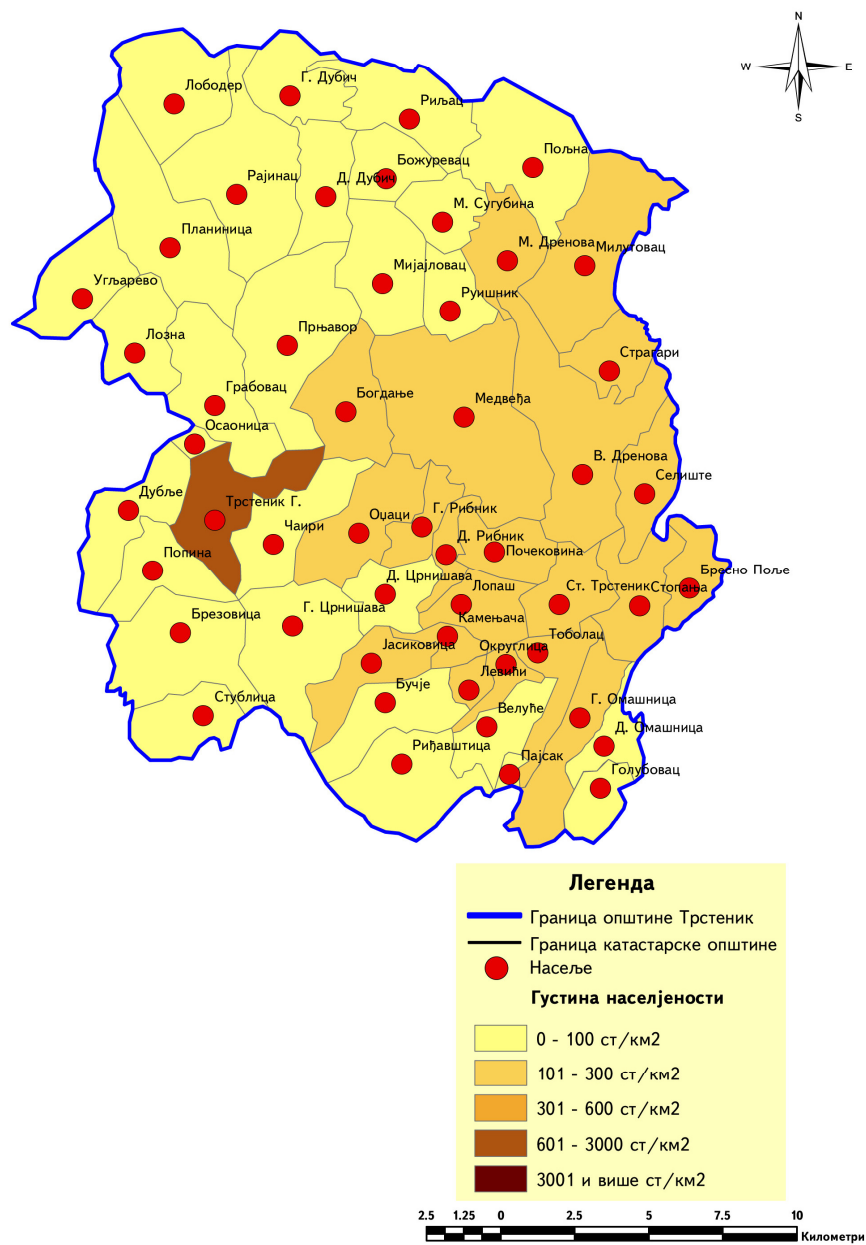 N
W E
S
Лободер
Г. Дубич
Риљац
Пољна
Рајинац
Д. Дубич
Божуревац
М. Сугубина
Планиница
М. Дренова
Милутовац
Угљарево
Мијајловац
Руишник
Лозна
Прњавор
Страгари
Грабовац
Богдање
Медвеђа
Осаоница
В. Дренова
Селиште
Дубље
Трстеник Г.
Чаири
Оџаци
Г. Рибник
Д. Рибник
Почековина
Попина
Д. Црнишава
Лопаш
Ст. Трстеник
Стопања
Бресно Поље
Брезовица
Г. Црнишава
Камењача
Јасиковица
Округлица
Тоболац
Стублица
Бучје
Левићи
Велуће
Г. Омашница
Д. Омашница
Риђавштица
Пајсак
Голубовац
Легенда
Граница општине Трстеник
Граница катастарске општине
Насеље
Густина насељености
0 - 100 ст/км2
101 - 300 ст/км2
301 - 600 ст/км2
601 - 3000 ст/км2
3001 и више ст/км2
2.5 1.25 0 2.5 5 7.5 10
Километри